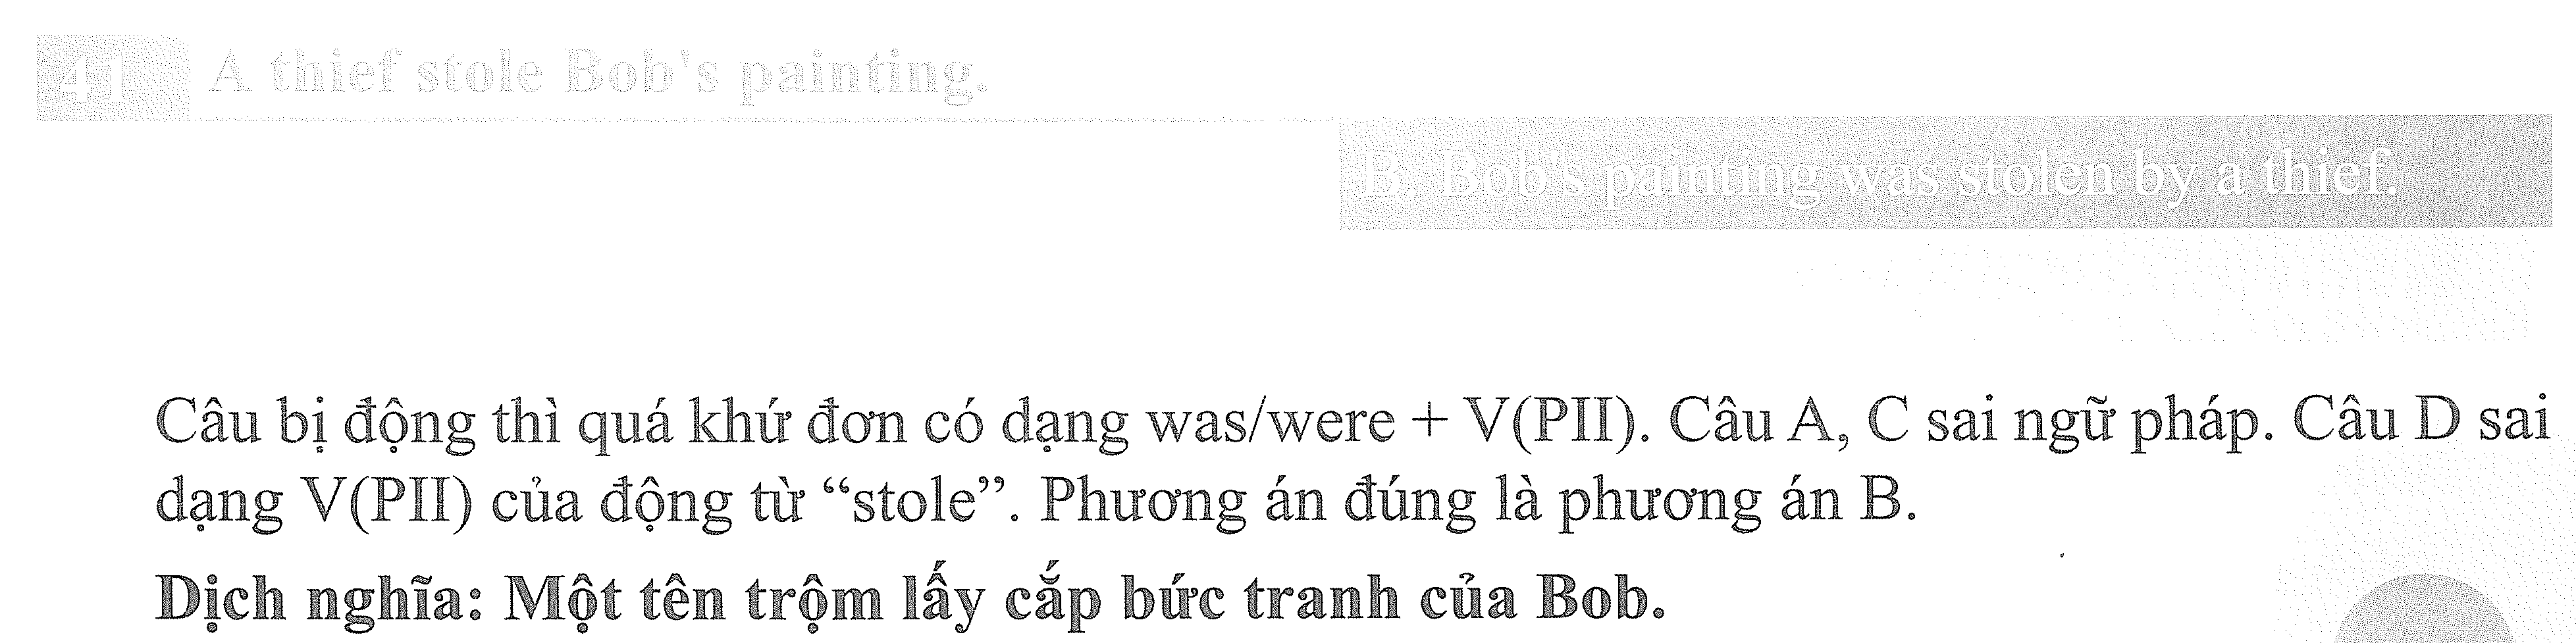 41 A thief stole Bob's painting.
B. Bob's painting was stolen by a thief.
Câu bị động thì quá khứ đơn có dạng was/were + V(PII). Câu A, C sai ngữ pháp. Câu D sai
dạng V(PII) của động từ “stole”. Phương án đúng là phương án B.
Dịch nghĩa: Một tên trộm lấy cắp bức tranh của Bob.